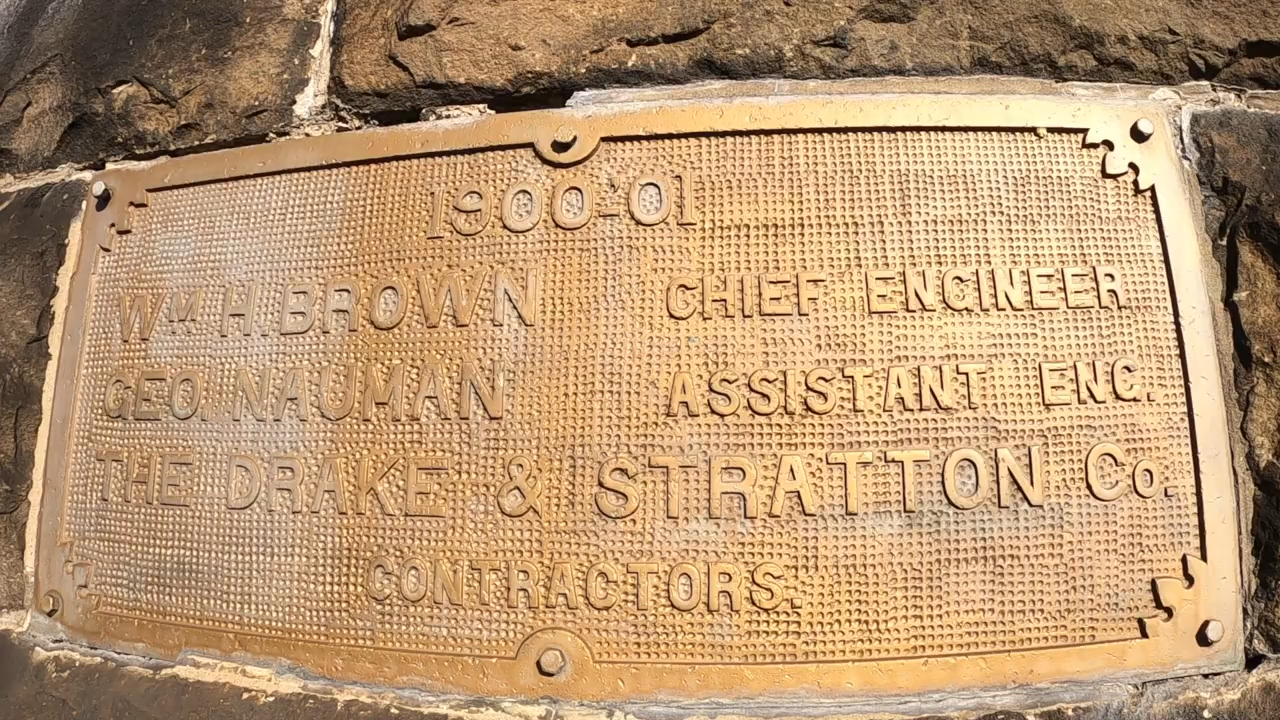 1900-01
WM H. BROWN CHIEF ENGINEER
GEO. NAUMAN ASSISTANT ENG.
THE DRAKE & STRATTON Co.
CONTRACTORS.